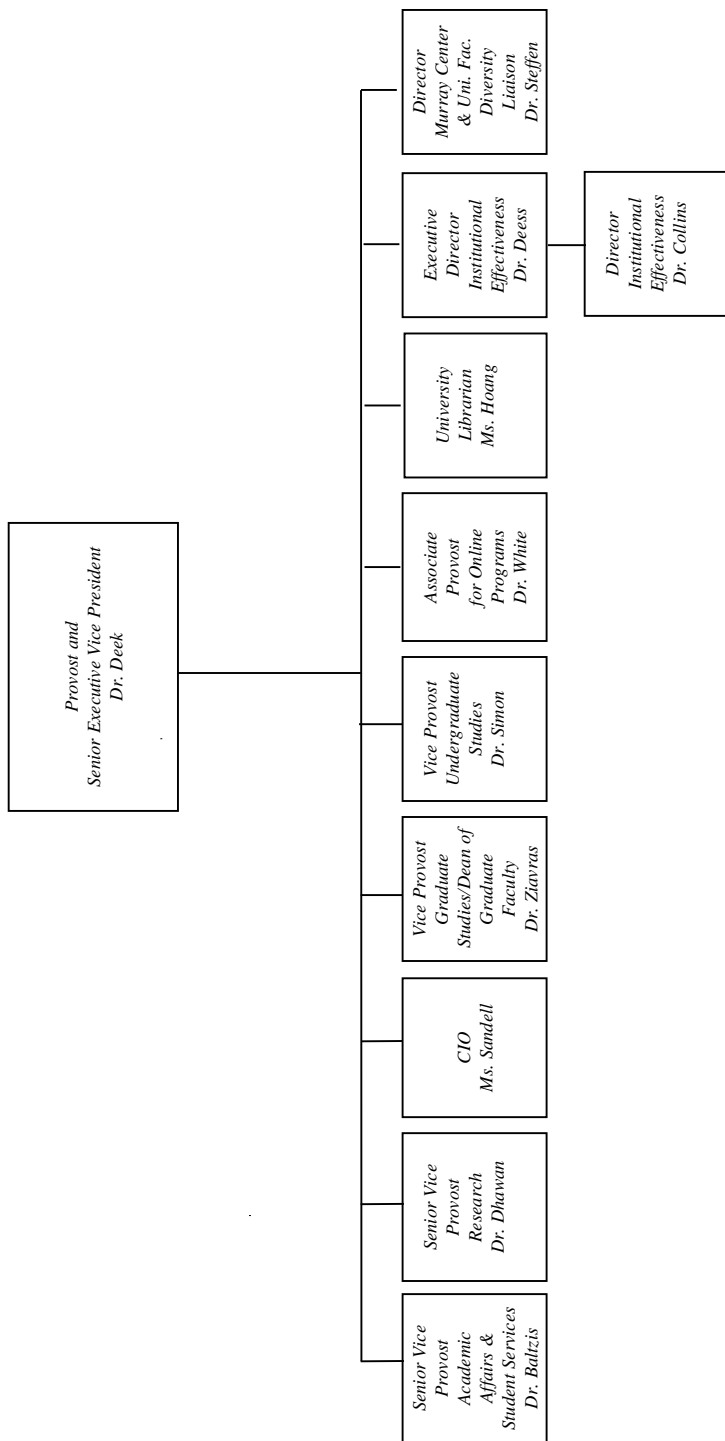 Provost and
Senior Executive Vice President
Dr. Deek
Senior Vice
Provost
Academic
Affairs &
Student Services
Dr. Baltzis
Senior Vice
Provost
Research
Dr. Dhawan
CIO
Ms. Sandell
Vice Provost
Graduate
Studies/Dean of
Graduate
Faculty
Dr. Ziavras
Vice Provost
Undergraduate
Studies
Dr. Simon
Associate
Provost
for Online
Programs
Dr. White
University
Librarian
Ms. Hoang
Executive
Director
Institutional
Effectiveness
Dr. Deess
Director
Murray Center
& Uni. Fac.
Diversity
Liaison
Dr. Steffen
Director
Institutional
Effectiveness
Dr. Collins